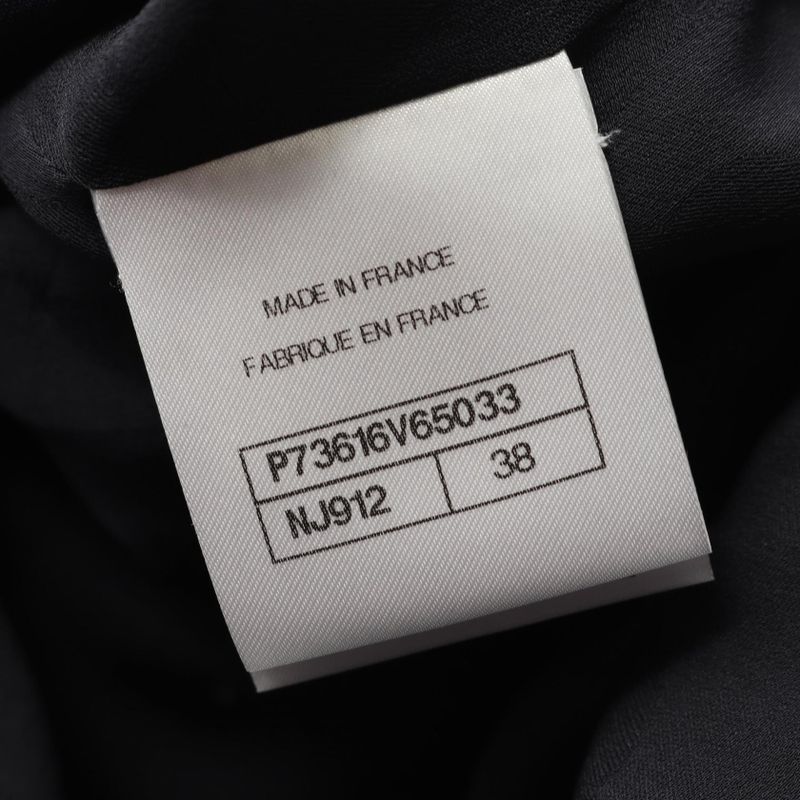 MADE IN FRANCE
FABRIQUE EN FRANCE
P73616V65033
NJ912 38